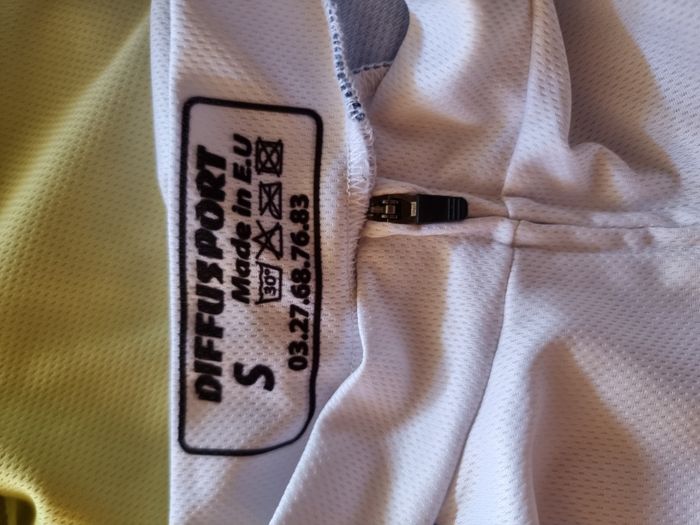 DIFFUSPORT
S Made in E.U
30°
03.27.68.76.83